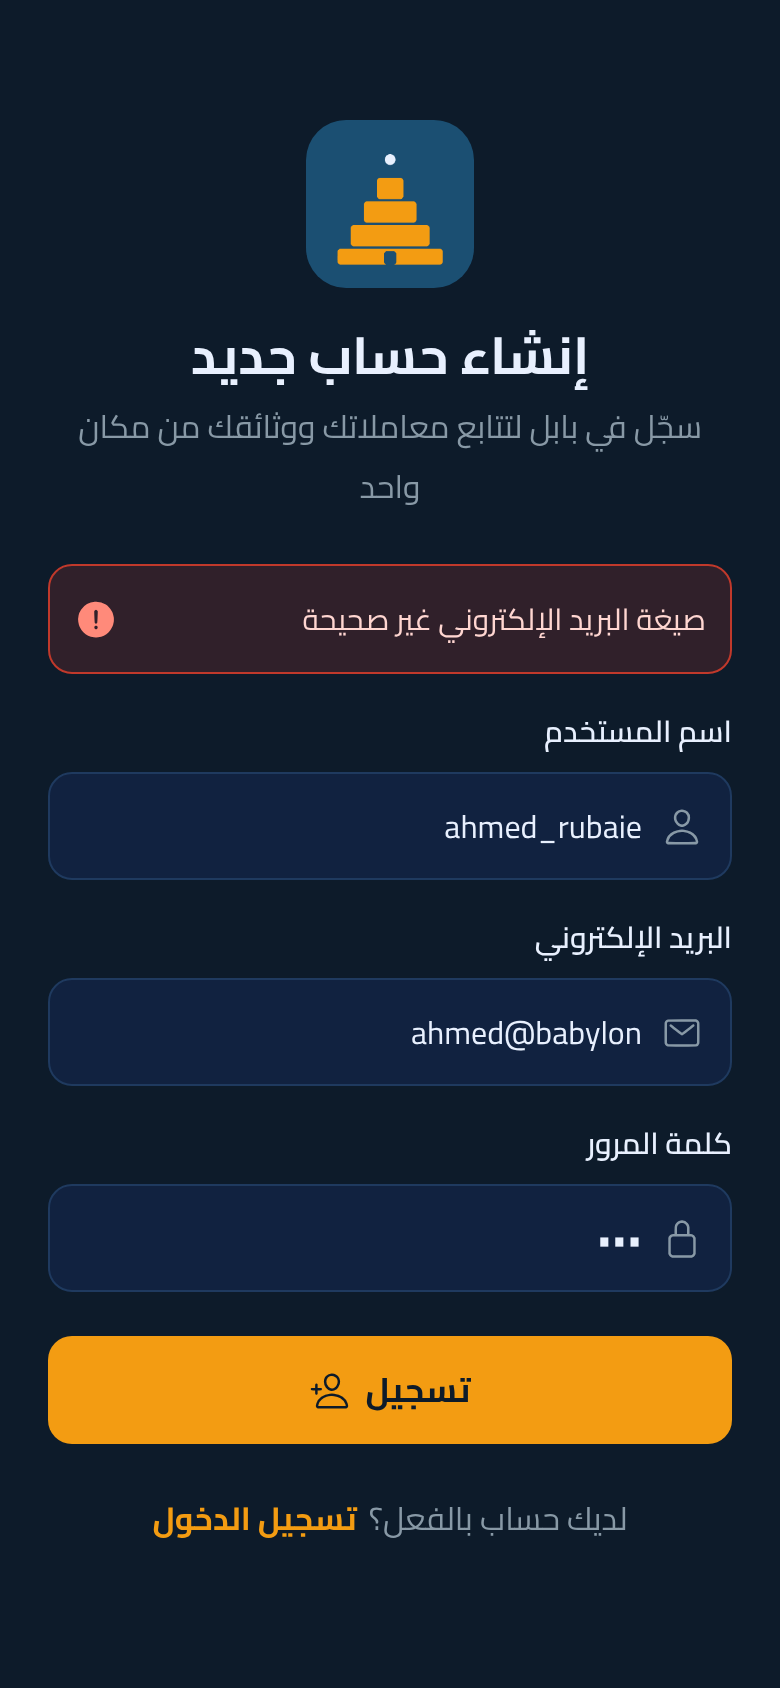 إنشاء حساب جديد
سجّل في بابل لتتابع معاملاتك ووثائقك من مكان
واحد
صيغة البريد الإلكتروني غير صحيحة
اسم المستخدم
ahmed_rubaie
البريد الإلكتروني
ahmed@babylon
كلمة المرور
تسجيل
لديك حساب بالفعل؟ تسجيل الدخول